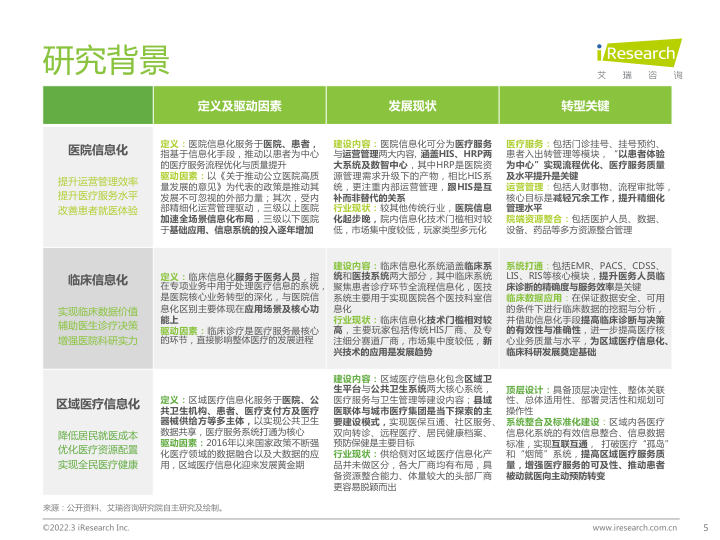 研究背景
iResearch
艾 瑞 咨 询
定义及驱动因素
发展现状
转型关键
医院信息化
提升运营管理效率
提升医疗服务水平
改善患者就医体验
定义：医院信息化服务于医院、患者，
指基于信息化手段，推动以患者为中心
的医疗服务流程优化与质量提升
驱动因素：以《关于推动公立医院高质
量发展的意见》为代表的政策是推动其
发展不可忽视的外部力量；其次，受内
部精细化运营管理驱动，三级以上医院
加速全场景信息化布局，三级以下医院
于基础应用、信息系统的投入逐年增加
建设内容：医院信息化可分为医疗服务
与运营管理两大内容，涵盖HIS、HRP两
大系统及数智中心，其中HRP是医院资
源管理需求升级下的产物，相比HIS系
统，更注重内部运营管理，跟HIS是互
补而非替代的关系
行业现状：较其他传统行业，医院信息
化起步晚，院内信息化技术门槛相对较
低，市场集中度较低，玩家类型多元化
医疗服务：包括门诊挂号、挂号预约、
患者入出转管理等模块，“以患者体验
为中心”实现流程优化、医疗服务质量
及水平提升是关键
运营管理：包括人财事物、流程审批等，
核心目标是减轻冗余工作，提升精细化
管理水平
院端资源整合：包括医护人员、数据、
设备、药品等多方资源整合管理
临床信息化
实现临床数据价值
辅助医生诊疗决策
增强医院科研实力
定义：临床信息化服务于医务人员，指
在专项业务中用于处理医疗信息的系统，
是医院核心业务转型的深化，与医院信
息化区别主要体现在应用场景及核心功
能上
驱动因素：临床诊疗是医疗服务最核心
的环节，直接影响整体医疗的发展进程
建设内容：临床信息化系统涵盖临床系
统和医技系统两大部分，其中临床系统
聚焦患者诊疗环节全流程信息化，医技
系统主要用于实现医院各个医技科室信
息化
行业现状：临床信息化技术门槛相对较
高，主要玩家包括传统HIS厂商、及专
注细分赛道厂商，市场集中度较低，新
兴技术的应用是发展趋势
系统打通：包括EMR、PACS、CDSS、
LIS、RIS等核心模块，提升医务人员临
床诊断的精确度与服务效率是关键
临床数据应用：在保证数据安全、可用
的条件下进行临床数据的挖掘与分析，
并借助信息化手段提高临床诊断与决策
的有效性与准确性，进一步提高医疗核
心业务质量与水平，为区域医疗信息化、
临床科研发展奠定基础
区域医疗信息化
降低居民就医成本
优化医疗资源配置
实现全民医疗健康
定义：区域医疗信息化服务于医院、公
共卫生机构、患者、医疗支付方及医疗
器械供给方等多主体，以实现公共卫生
数据共享，医疗服务系统打通为核心
驱动因素：2016年以来国家政策不断强
化医疗领域的数据融合以及大数据的应
用，区域医疗信息化迎来发展黄金期
建设内容：区域医疗信息化包含区域卫
生平台与公共卫生系统两大核心系统，
医疗服务与卫生管理等建设内容；县域
医联体与城市医疗集团是当下探索的主
要建设模式，实现医保互通、社区服务、
双向转诊、远程医疗、居民健康档案、
预防保健是主要目标
行业现状：供给侧对区域医疗信息化产
品并未做区分，各大厂商均有布局，具
备资源整合能力、体量较大的头部厂商
更容易脱颖而出
顶层设计：具备顶层决定性、整体关联
性、总体适用性、部署灵活性和规划可
操作性
系统整合及标准化建设：区域内各医疗
信息化系统的有效信息整合、信息数据
标准，实现互联互通， 打破医疗“孤岛”
和“烟筒”系统，提高区域医疗服务质
量，增强医疗服务的可及性、推动患者
被动就医向主动预防转变
来源：公开资料、艾瑞咨询研究院自主研究及绘制。
©2022.3 iResearch Inc.
www.iresearch.com.cn
5